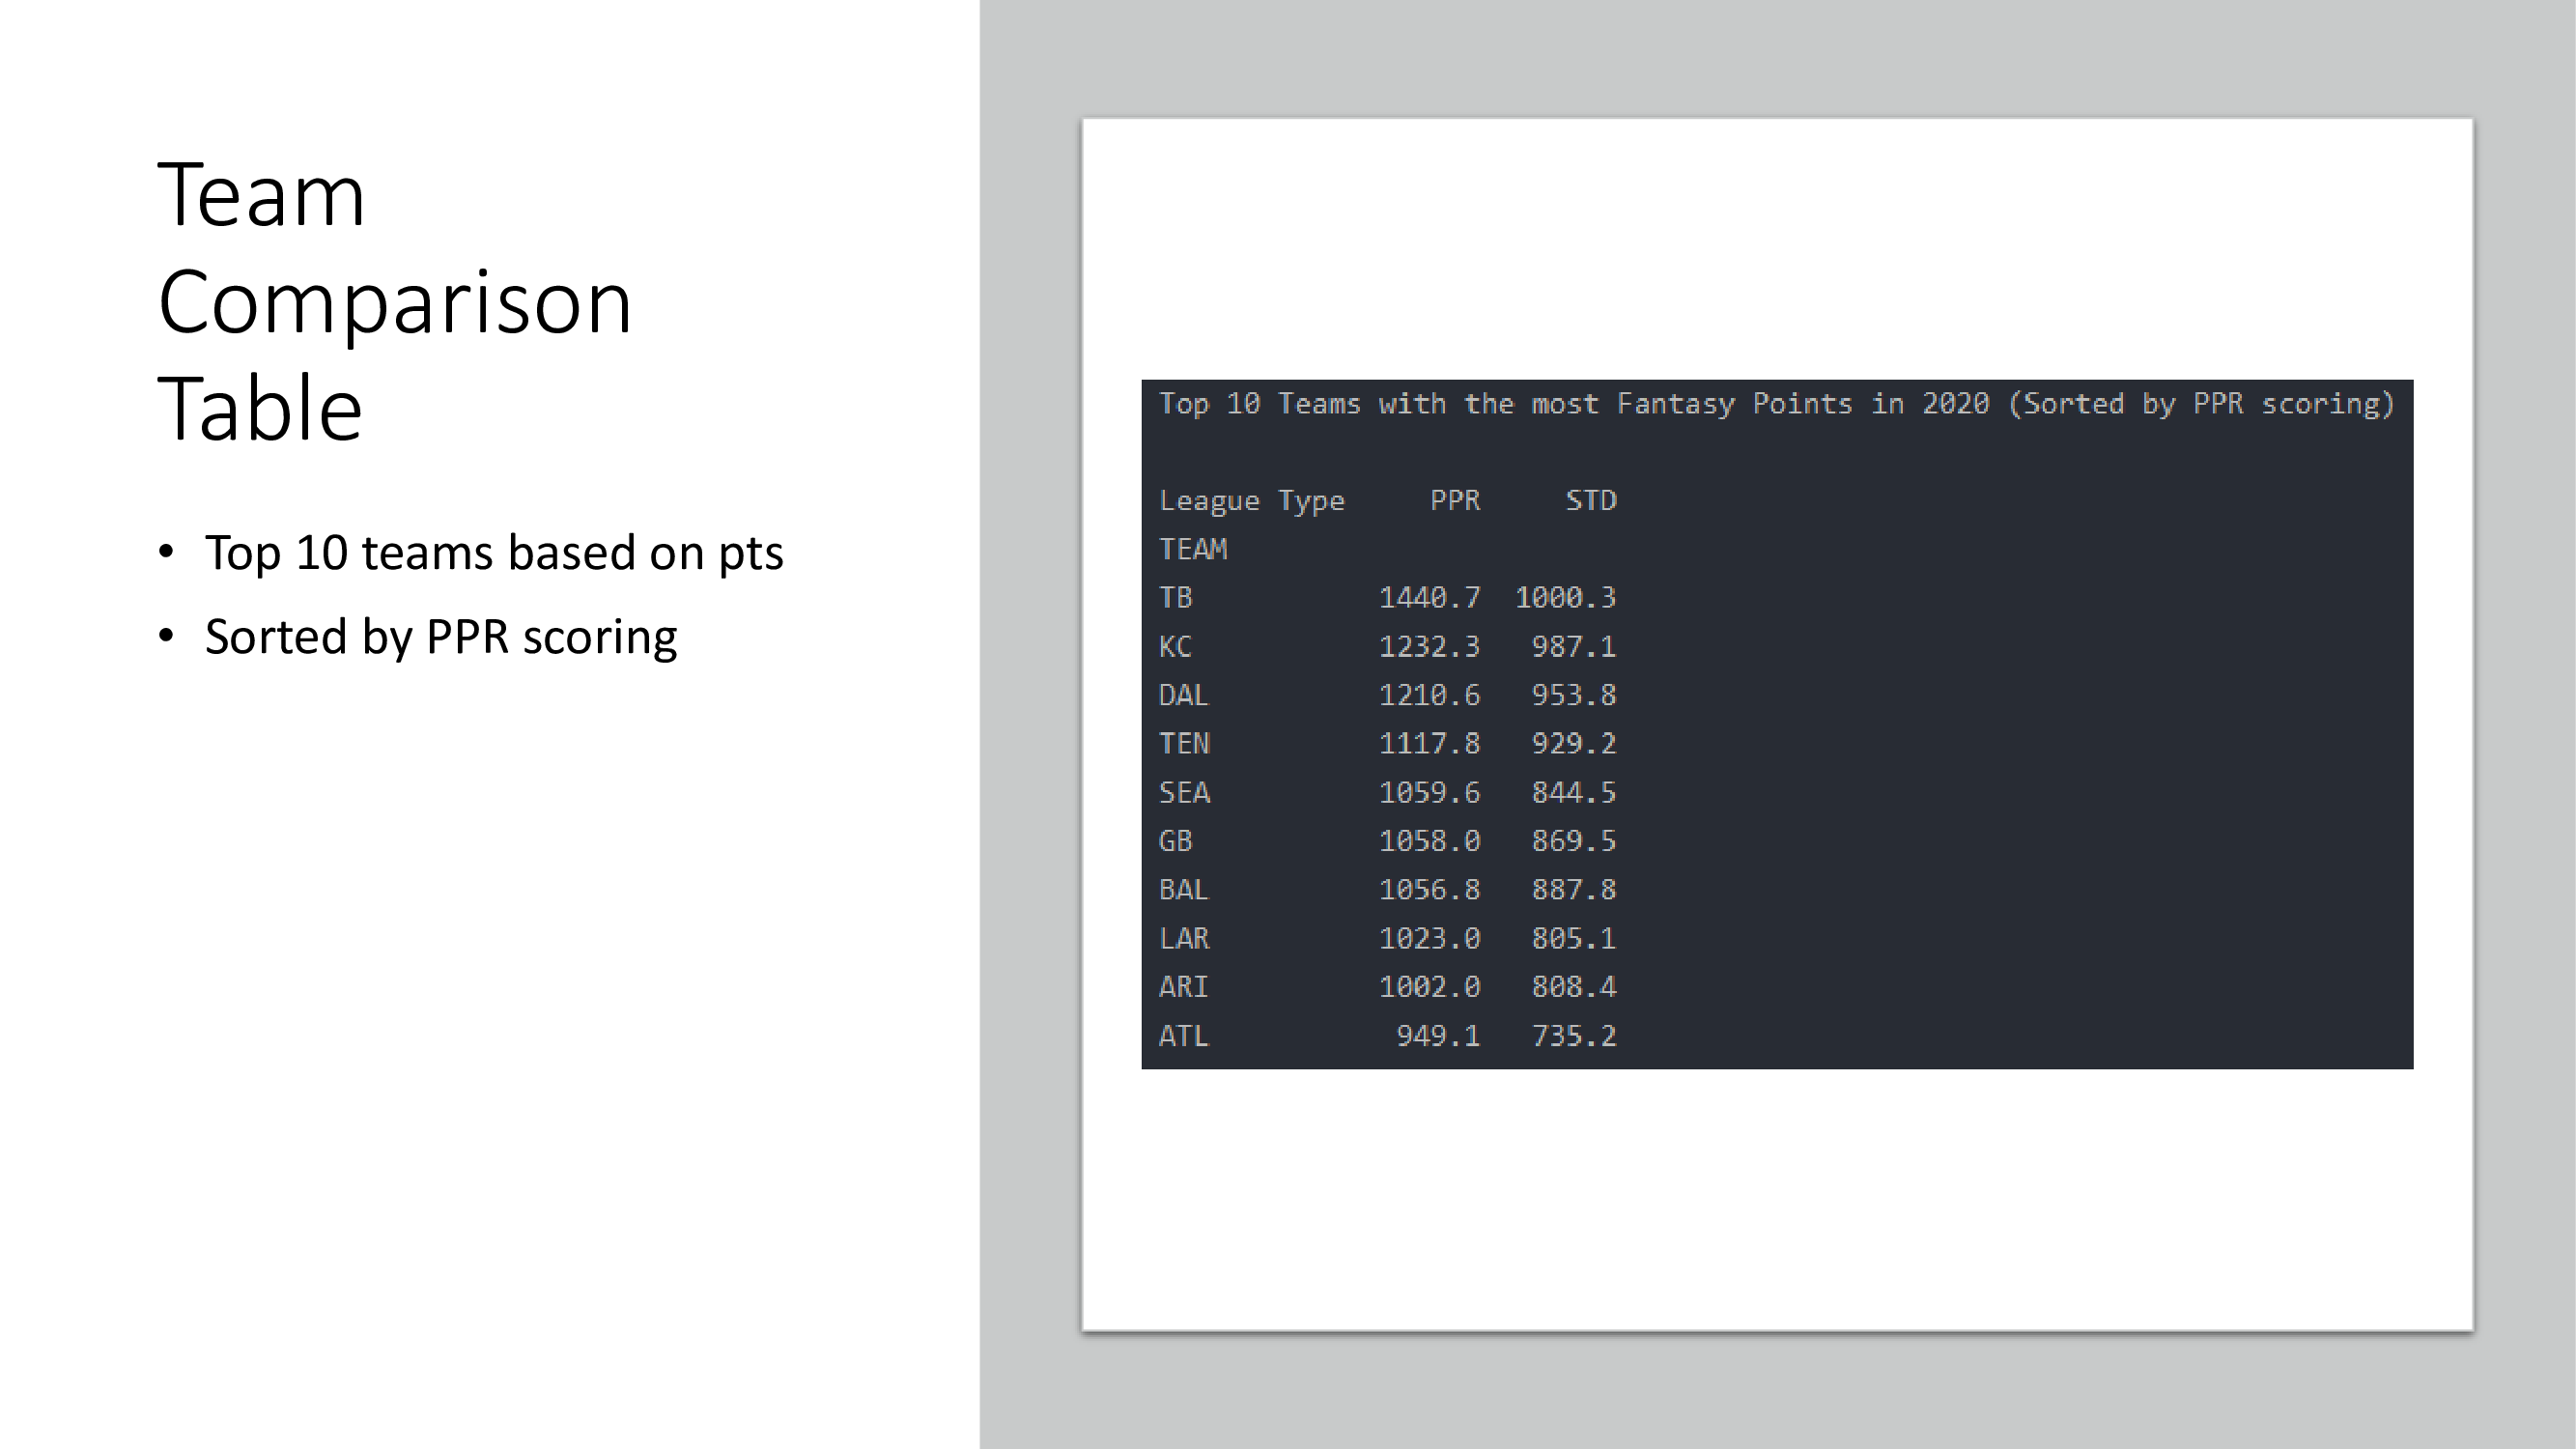 Team
Comparison
Table
• Top 10 teams based on pts
• Sorted by PPR scoring
Top 10 Teams with the most Fantasy Points in 2020 (Sorted by PPR scoring)
League Type PPR STD
TEAM
TB 1440.7 1000.3
KC 1232.3 987.1
DAL 1210.6 953.8
TEN 1117.8 929.2
SEA 1059.6 844.5
GB 1058.0 869.5
BAL 1056.8 887.8
LAR 1023.0 805.1
ARI 1002.0 808.4
ATL 949.1 735.2